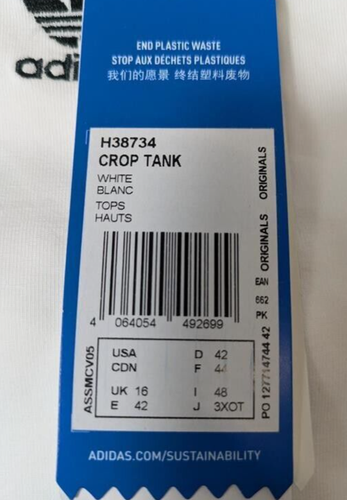 adi
END PLASTIC WASTE
STOP AUX DÉCHETS PLASTIQUES
我们的愿景 终结塑料废物
H38734
CROP TANK
WHITE
BLANC
TOPS
HAUTS
4 064054 492699
ORIGINALS
ORIGINALS
EAN
662
PK
PO 127714744 42
ASSMCV05
USA D 42
CDN F 44
UK 16 I 48
E 42 J 3XOT
ADIDAS.COM/SUSTAINABILITY